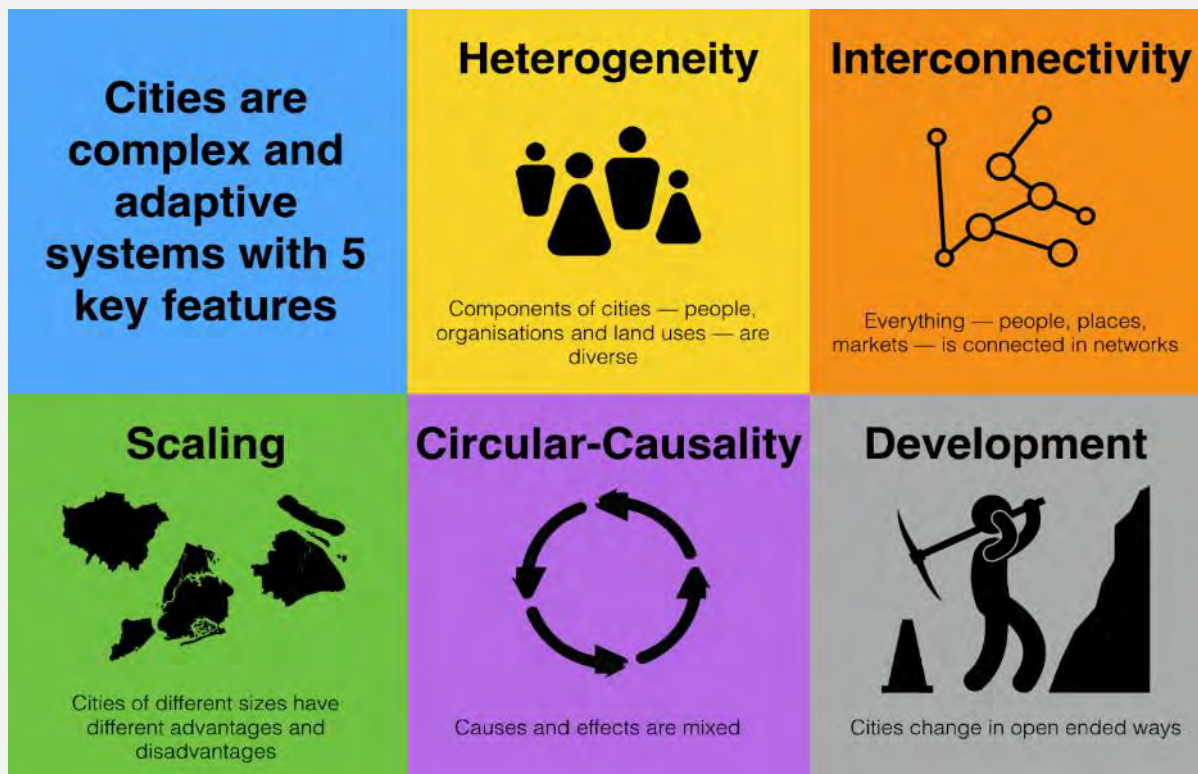 Cities are
complex and
adaptive
systems with 5
key features
Heterogeneity
Components of cities — people,
organisations and land uses — are
diverse
Interconnectivity
Everything — people, places,
markets — is connected in networks
Scaling
Cities of different sizes have
different advantages and
disadvantages
Circular-Causality
Causes and effects are mixed
Development
Cities change in open ended ways